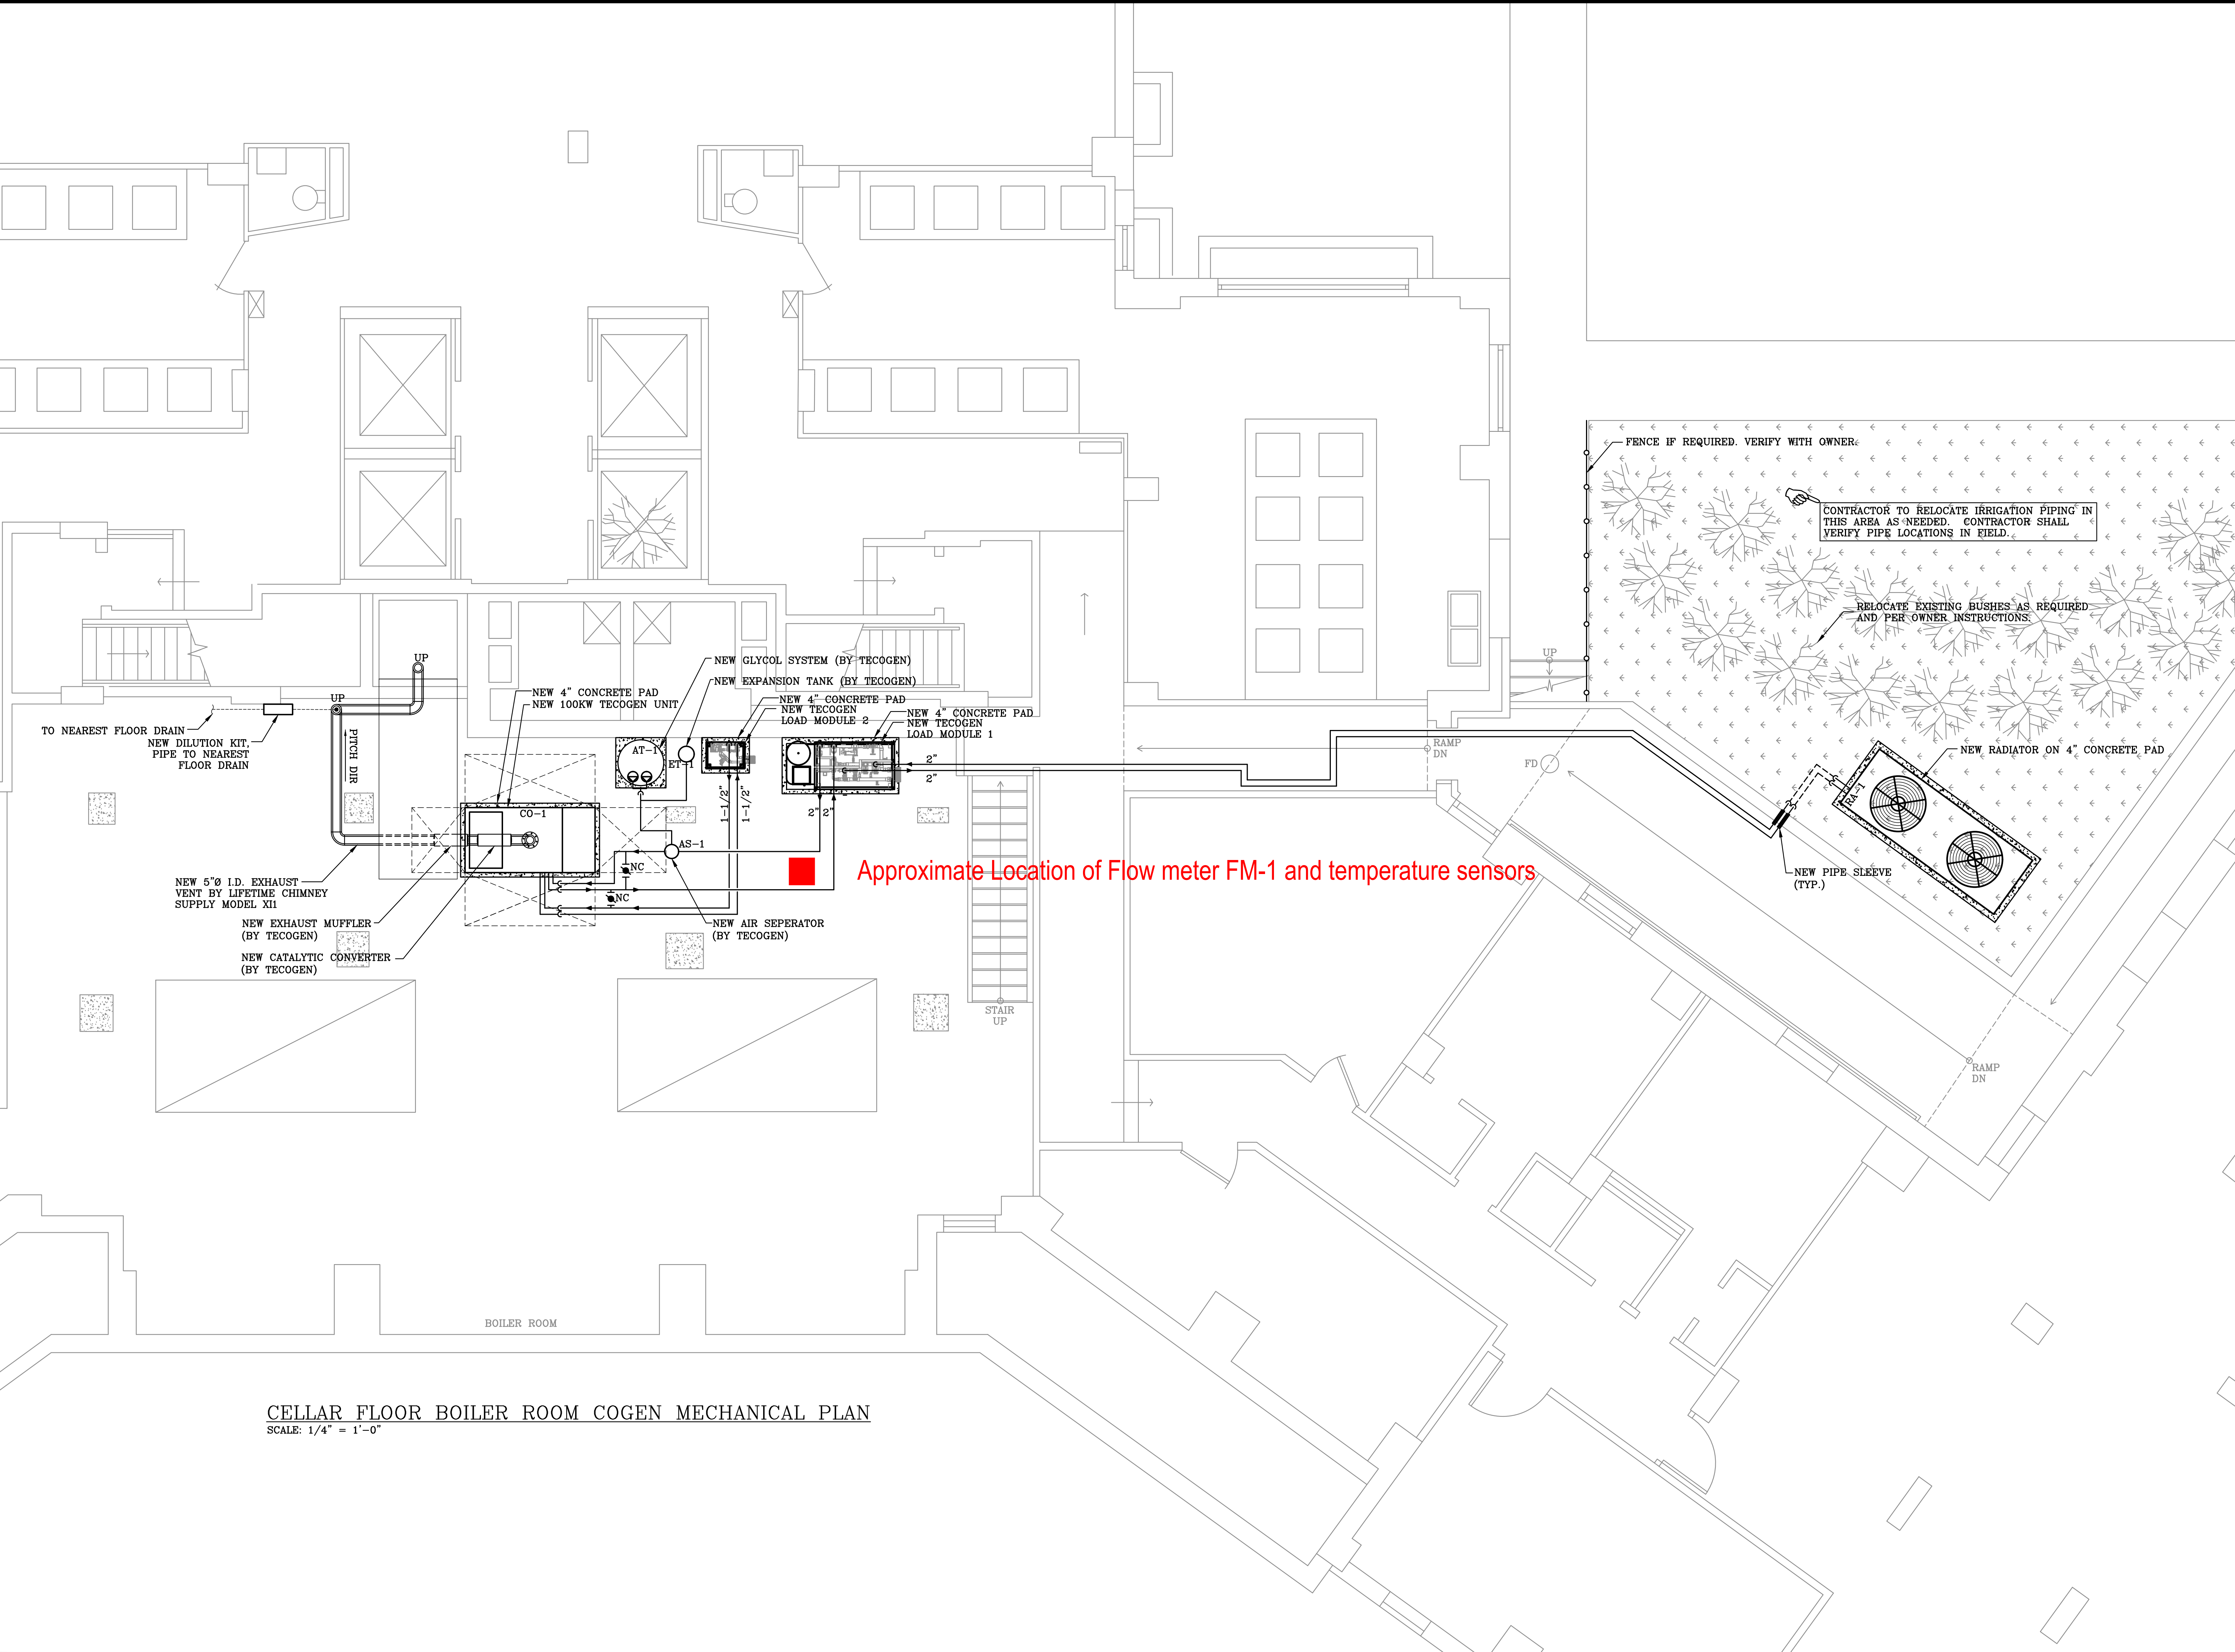 FENCE IF REQUIRED. VERIFY WITH OWNER.
CONTRACTOR TO RELOCATE IRRIGATION PIPING IN
THIS AREA AS NEEDED. CONTRACTOR SHALL
VERIFY PIPE LOCATIONS IN FIELD.
RELOCATE EXISTING BUSHES AS REQUIRED
AND PER OWNER INSTRUCTIONS.
UP
UP
UP
NEW GLYCOL SYSTEM (BY TECOGEN)
NEW EXPANSION TANK (BY TECOGEN)
NEW 4" CONCRETE PAD
NEW 100KW TECOGEN UNIT
NEW 4" CONCRETE PAD
NEW TECOGEN
LOAD MODULE 2
NEW 4" CONCRETE PAD
NEW TECOGEN
LOAD MODULE 1
TO NEAREST FLOOR DRAIN
NEW DILUTION KIT,
PIPE TO NEAREST
FLOOR DRAIN
PITCH DIR
AT-1
ET-1
2"
2"
RAMP
DN
FD
NEW RADIATOR ON 4" CONCRETE PAD
RA-1
CO-1
1-1/2"
1-1/2"
2"
2"
AS-1
NC
NC
Approximate Location of Flow meter FM-1 and temperature sensors
NEW PIPE SLEEVE
(TYP.)
NEW 5"Ø I.D. EXHAUST
VENT BY LIFETIME CHIMNEY
SUPPLY MODEL XI1
NEW EXHAUST MUFFLER
(BY TECOGEN)
NEW AIR SEPERATOR
(BY TECOGEN)
NEW CATALYTIC CONVERTER
(BY TECOGEN)
STAIR
UP
RAMP
DN
BOILER ROOM
CELLAR FLOOR BOILER ROOM COGEN MECHANICAL PLAN
SCALE: 1/4" = 1'-0"